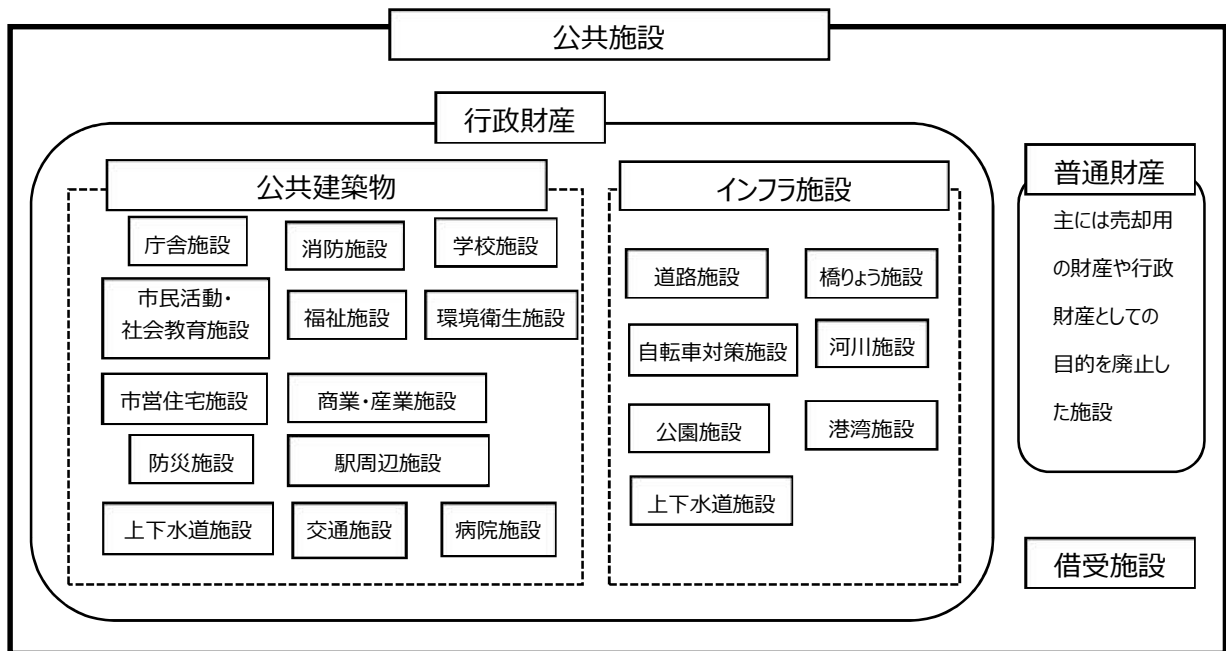 公共施設
行政財産
公共建築物
庁舎施設
消防施設
学校施設
市民活動・
社会教育施設
福祉施設
環境衛生施設
市営住宅施設
商業・産業施設
防災施設
駅周辺施設
上下水道施設
交通施設
病院施設
インフラ施設
道路施設
橋りょう施設
自転車対策施設
河川施設
公園施設
港湾施設
上下水道施設
普通財産
主には売却用
の財産や行政
財産としての
目的を廃止し
た施設
借受施設